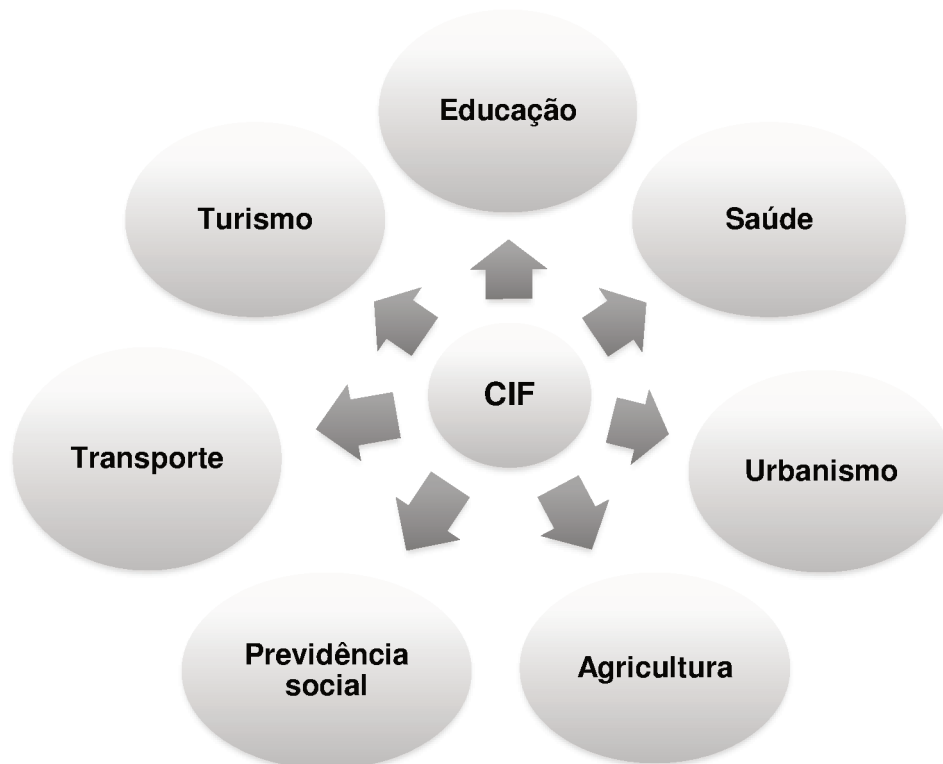 Educação
Turismo
Saúde
CIF
Transporte
Urbanismo
Previdência
social
Agricultura